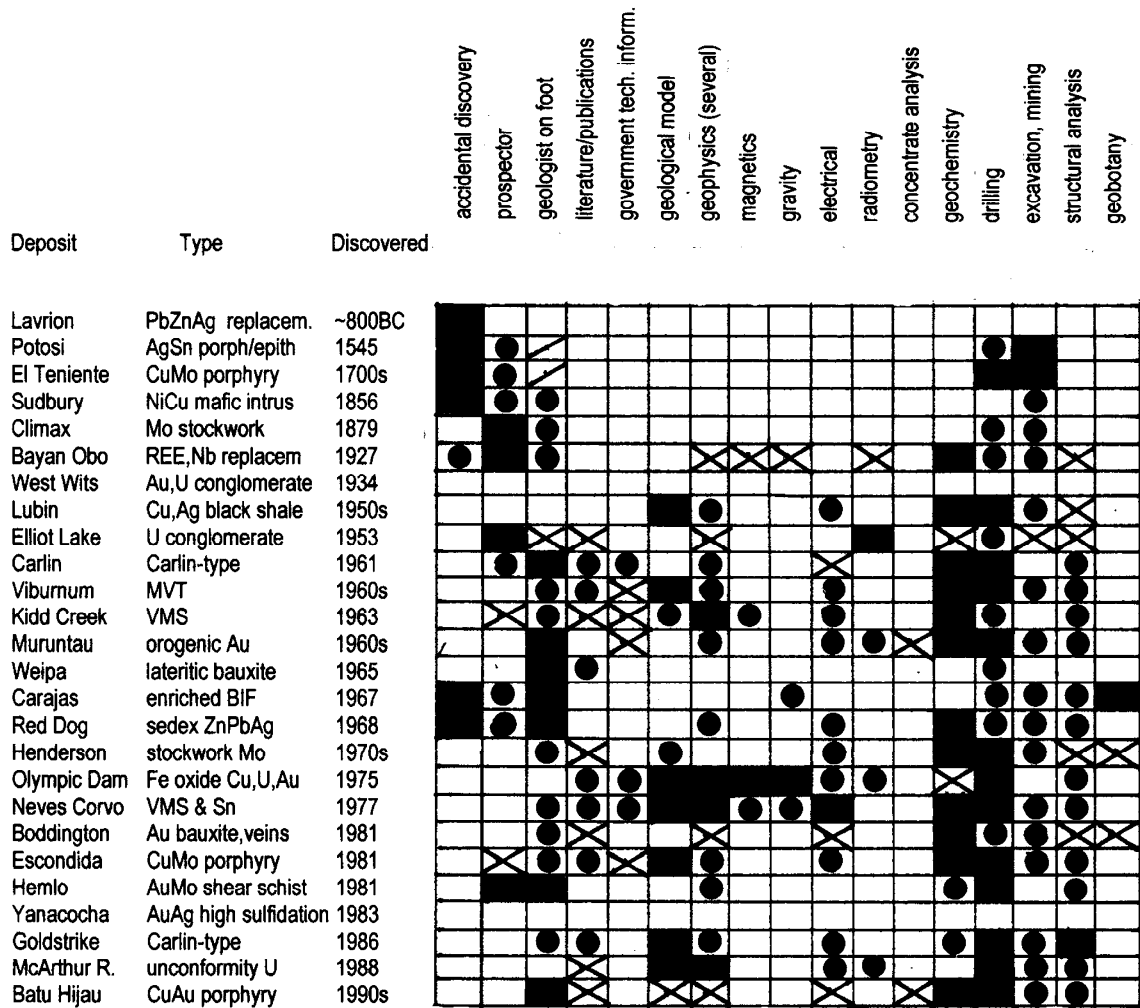 accidental discovery
prospector
geologist on foot
literature/publications
government tech. inform.
geological model
geophysics (several)
magnetics
gravity
electrical
radiometry
concentrate analysis
geochemistry
drilling
excavation, mining
structural analysis
geobotany
Deposit Type Discovered
Lavrion PbZnAg replacem. ~800BC
Potosi AgSn porph/epith 1545
El Teniente CuMo porphyry 1700s
Sudbury NiCu mafic intrus 1856
Climax Mo stockwork 1879
Bayan Obo REE,Nb replacem 1927
West Wits Au,U conglomerate 1934
Lubin Cu,Ag black shale 1950s
Elliot Lake U conglomerate 1953
Carlin Carlin-type 1961
Viburnum MVT 1960s
Kidd Creek VMS 1963
Muruntau orogenic Au 1960s
Weipa lateritic bauxite 1965
Carajas enriched BIF 1967
Red Dog sedex ZnPbAg 1968
Henderson stockwork Mo 1970s
Olympic Dam Fe oxide Cu,U,Au 1975
Neves Corvo VMS & Sn 1977
Boddington Au bauxite,veins 1981
Escondida CuMo porphyry 1981
Hemlo AuMo shear schist 1981
Yanacocha AuAg high sulfidation 1983
Goldstrike Carlin-type 1986
McArthur R. unconformity U 1988
Batu Hijau CuAu porphyry 1990s